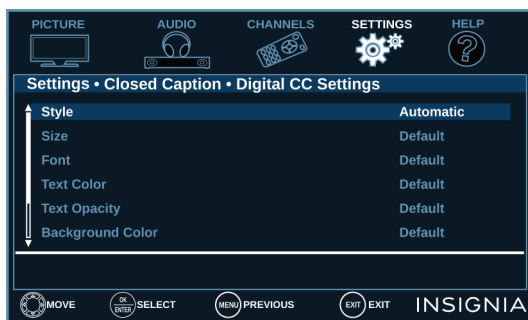 PICTURE AUDIO CHANNELS SETTINGS HELP
?
Settings • Closed Caption • Digital CC Settings
Style Automatic
Size Default
Font Default
Text Color Default
Text Opacity Default
Background Color Default
MOVE OK ENTER SELECT MENU PREVIOUS EXIT EXIT INSIGNIA